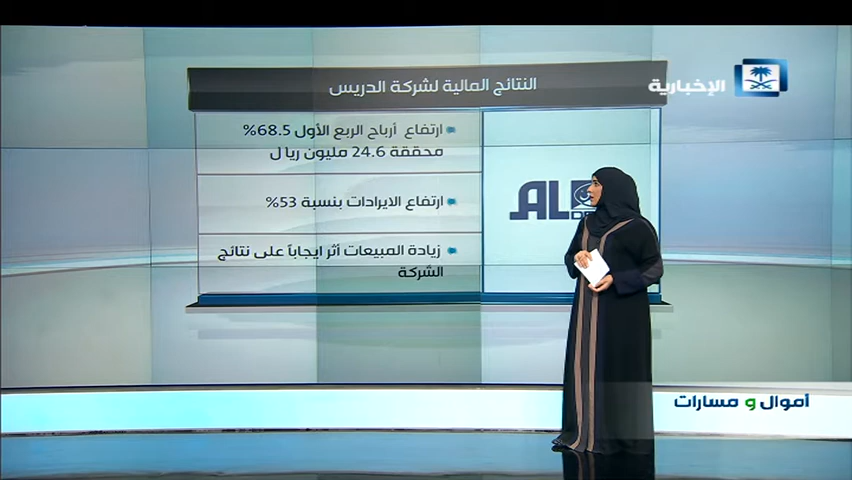 الإخبارية
النتائج المالية لشركة الدريس
ارتفاع أرباح الربع الأول 68.5%
محققة 24.6 مليون ريال
ارتفاع الايرادات بنسبة 53%
زيادة المبيعات أثر ايجاباً على نتائج
الشركة
AL
أموال و مسارات